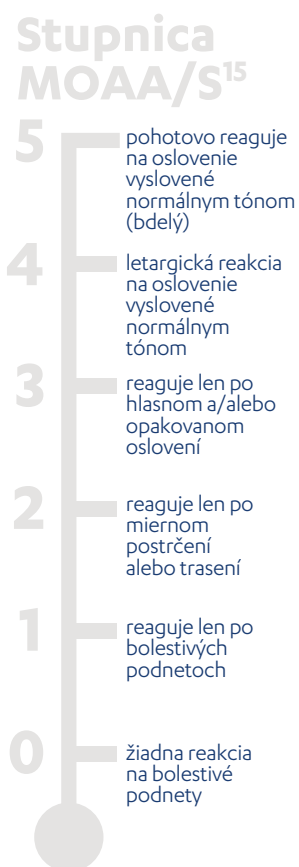 Stupnica
MOAA/S15
5
pohotovo reaguje
na oslovenie
vyslovené
normálnym tónom
(bdelý)
4
letargická reakcia
na oslovenie
vyslovené
normálnym
tónom
3
reaguje len po
hlasnom a/alebo
opakovanom
oslovení
2
reaguje len po
miernom
postrčení
alebo trasení
1
reaguje len po
bolestivých
podnetoch
0
žiadna reakcia
na bolestivé
podnety